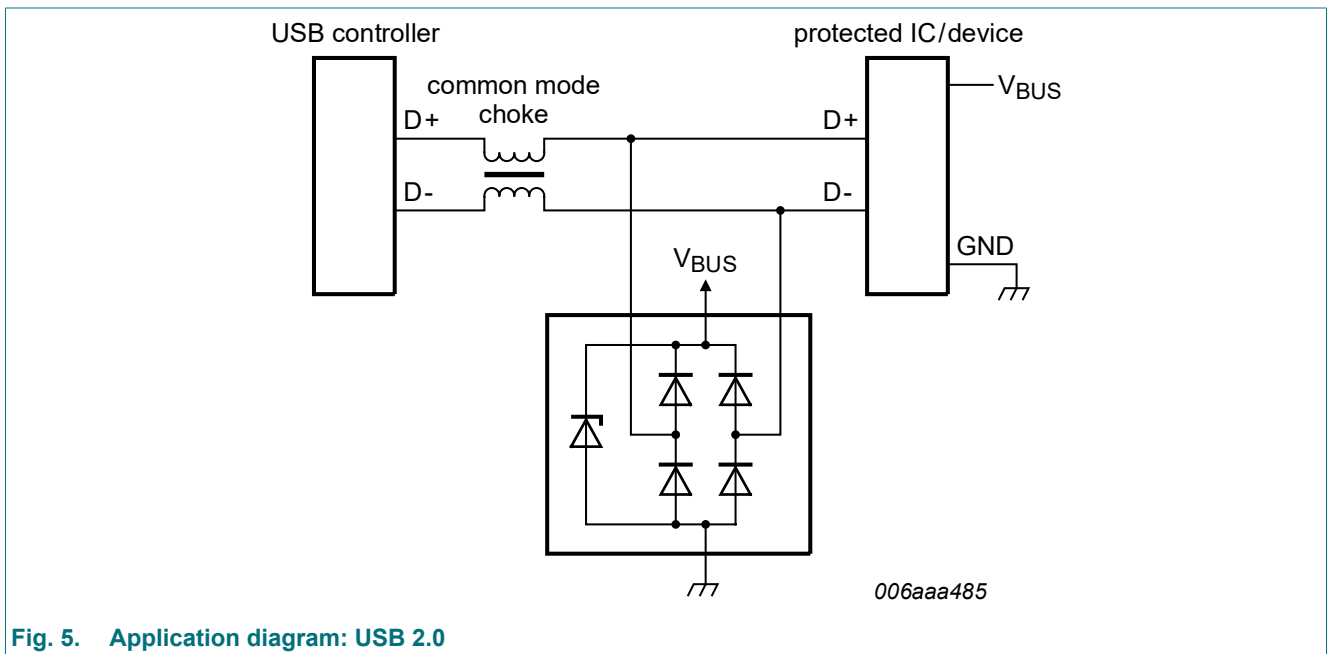 USB controller
protected IC/device
common mode
choke
VBUS
D+
D+
D-
D-
GND
VBUS
006aaa485
Fig. 5. Application diagram: USB 2.0